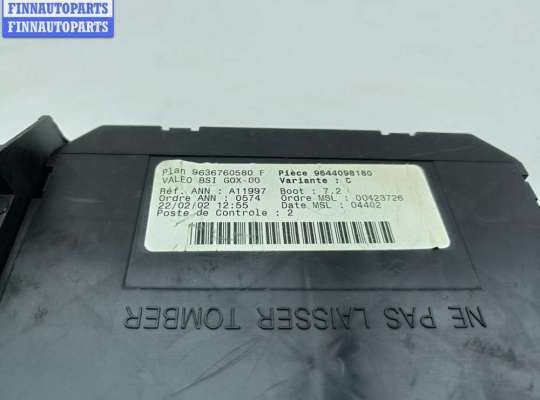 FINNAUTOPARTS
FINNAUTOPARTS
Plan 9636760580 F Pièce 9644098180
VALEO BSI G0X-00 Variante : C
Réf. ANN : A11997 Boot : 7.2
Ordre ANN : 0574 Ordre MSL : 00423726
22/02/02 12:55 Date MSL : 04402
Poste de Controle : 2
NE PAS LAISSER TOMBER